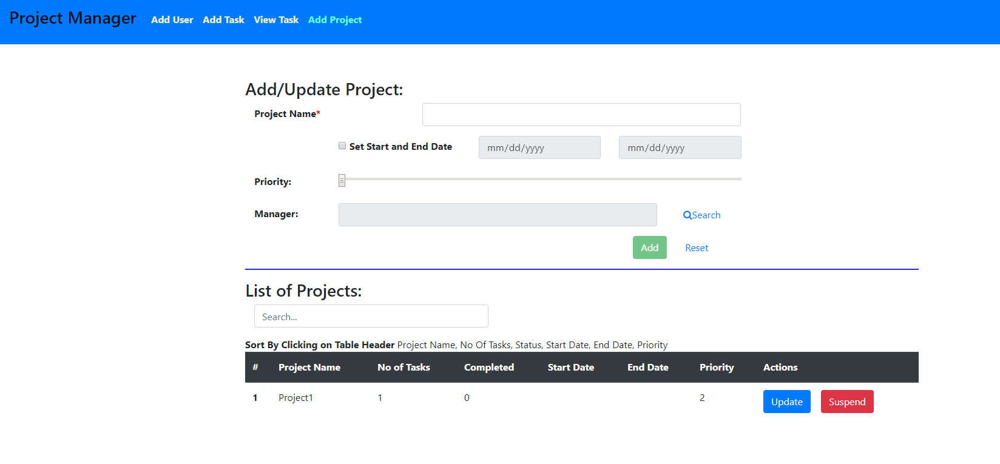 Project Manager Add User Add Task View Task Add Project
Add/Update Project:
Project Name*
Set Start and End Date mm/dd/yyyy mm/dd/yyyy
Priority:
Manager: Search
Add Reset
List of Projects:
Search...
Sort By Clicking on Table Header Project Name, No Of Tasks, Status, Start Date, End Date, Priority
# Project Name No of Tasks Completed Start Date End Date Priority Actions
1 Project1 1 0 2 Update Suspend